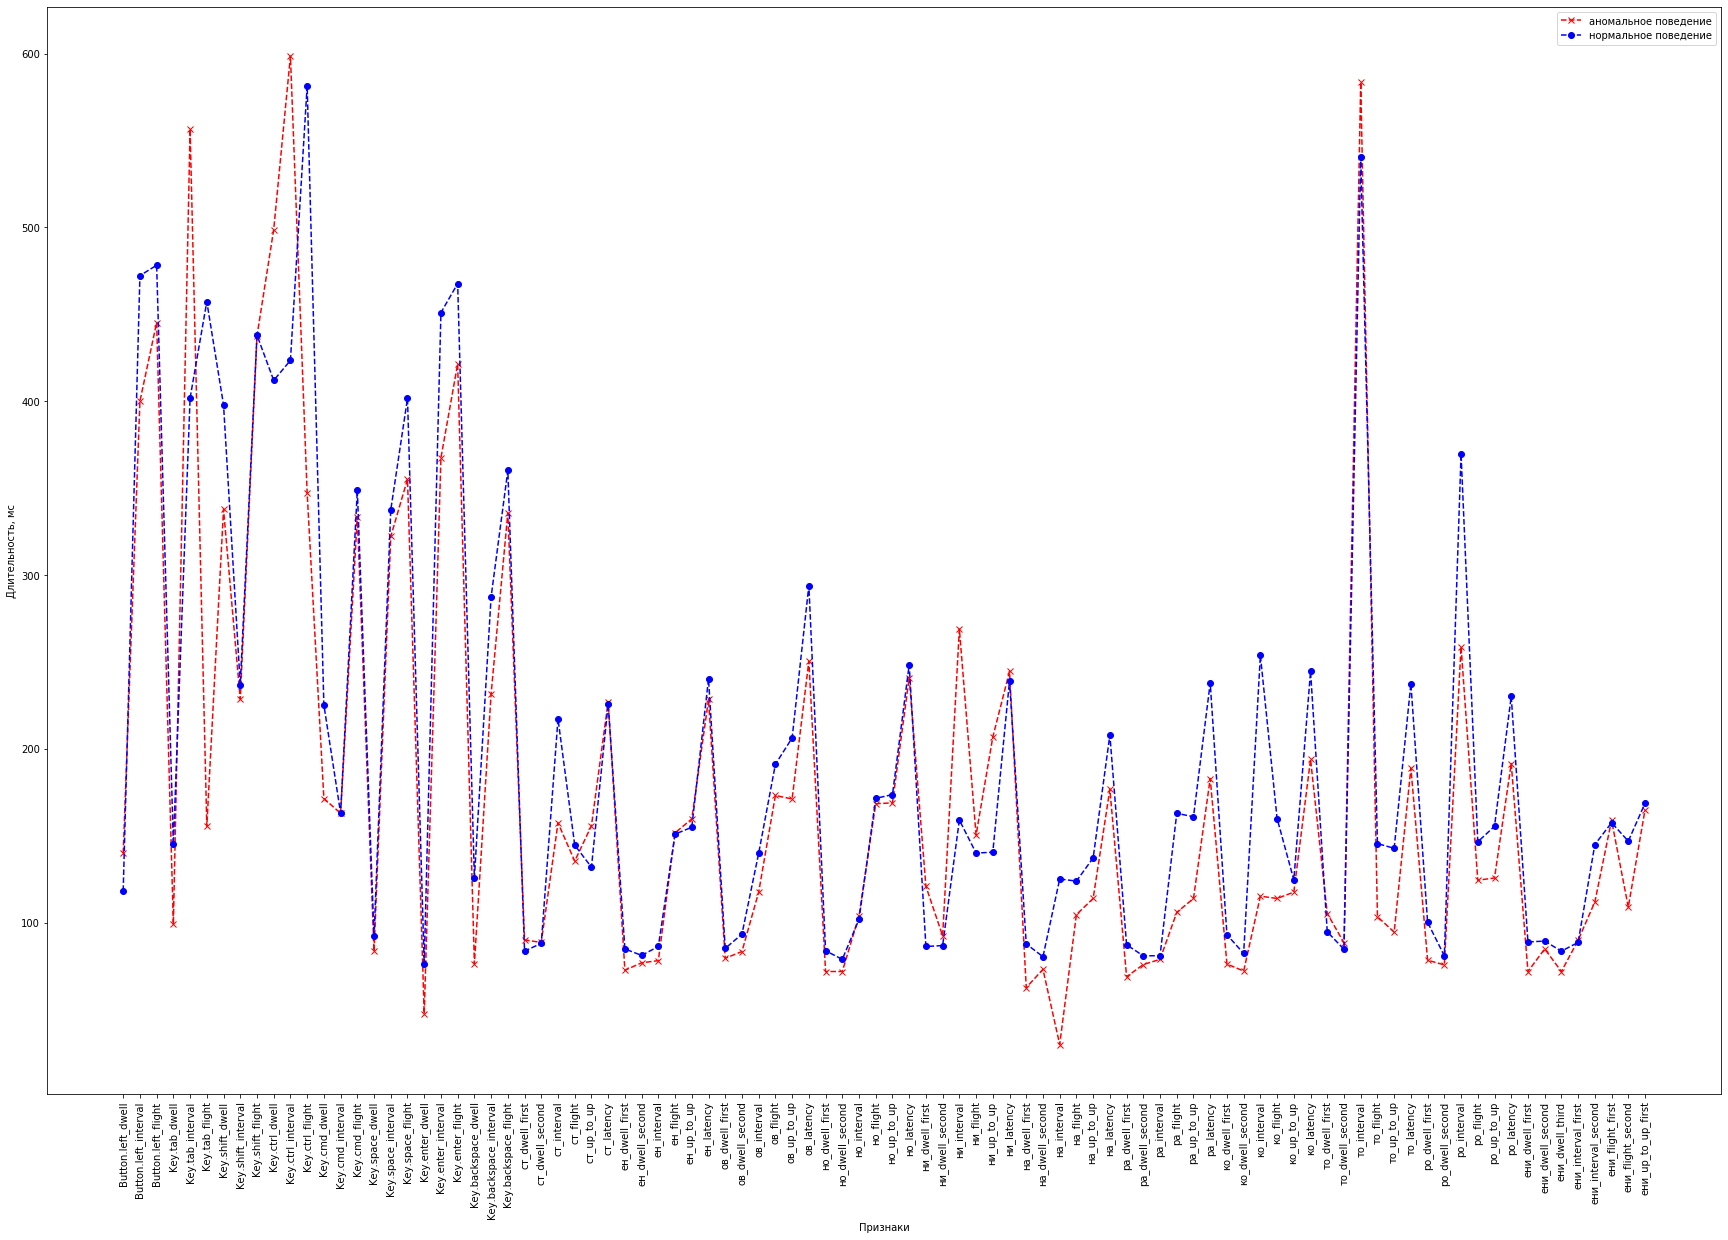 аномальное поведение
нормальное поведение
600
500
400
300
200
100
Длительность, мс
Button.left_dwell
Button.left_interval
Button.left_flight
Key.tab_dwell
Key.tab_interval
Key.tab_flight
Key.shift_dwell
Key.shift_interval
Key.shift_flight
Key.ctrl_dwell
Key.ctrl_interval
Key.ctrl_flight
Key.cmd_dwell
Key.cmd_interval
Key.cmd_flight
Key.space_dwell
Key.space_interval
Key.space_flight
Key.enter_dwell
Key.enter_interval
Key.enter_flight
Key.backspace_dwell
Key.backspace_interval
Key.backspace_flight
ст_dwell_first
ст_dwell_second
ст_interval
ст_flight
ст_up_to_up
ст_latency
ен_dwell_first
ен_dwell_second
ен_interval
ен_flight
ен_up_to_up
ен_latency
ов_dwell_first
ов_dwell_second
ов_interval
ов_flight
ов_up_to_up
ов_latency
но_dwell_first
но_dwell_second
но_interval
но_flight
но_up_to_up
но_latency
ни_dwell_first
ни_dwell_second
ни_interval
ни_flight
ни_up_to_up
ни_latency
на_dwell_first
на_dwell_second
на_interval
на_flight
на_up_to_up
на_latency
ра_dwell_first
ра_dwell_second
ра_interval
ра_flight
ра_up_to_up
ра_latency
ко_dwell_first
ко_dwell_second
ко_interval
ко_flight
ко_up_to_up
ко_latency
то_dwell_first
то_dwell_second
то_interval
то_flight
то_up_to_up
то_latency
ро_dwell_first
ро_dwell_second
ро_interval
ро_flight
ро_up_to_up
ро_latency
ени_dwell_first
ени_dwell_second
ени_dwell_third
ени_interval_first
ени_interval_second
ени_flight_first
ени_flight_second
ени_up_to_up_first
Признаки